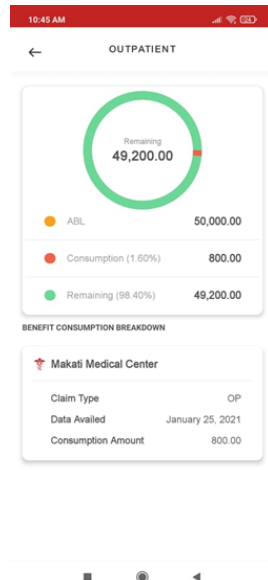 10:45 AM
OUTPATIENT
Remaining
49,200.00
ABL 50,000.00
Consumption (1.60%) 800.00
Remaining (98.40%) 49,200.00
BENEFIT CONSUMPTION BREAKDOWN
Makati Medical Center
Claim Type OP
Data Availed January 25, 2021
Consumption Amount 800.00